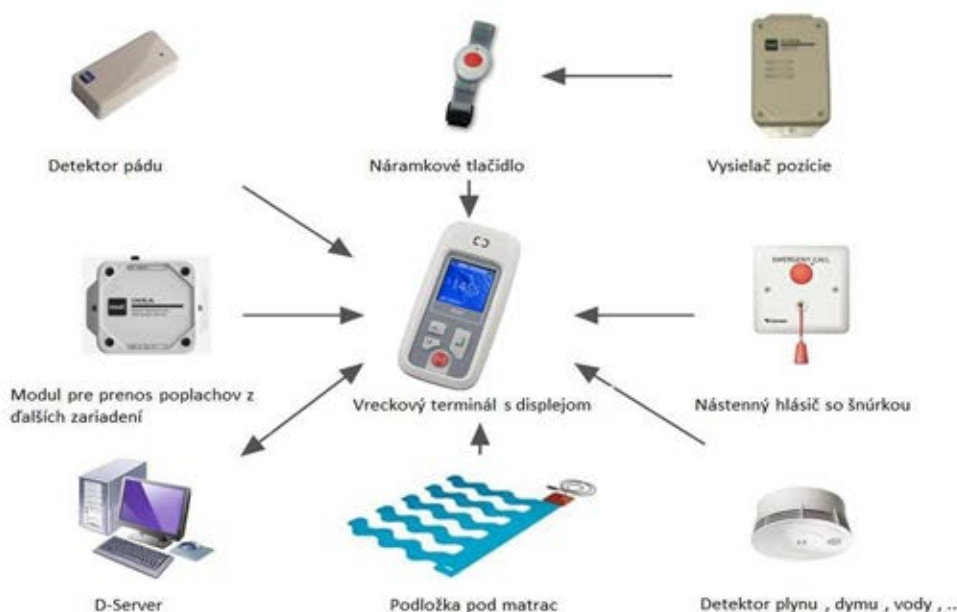 Detektor pádu
Náramkové tlačidlo
Vysielač pozície
EMERGENCY CALL
Modul pre prenos poplachov z
ďalších zariadení
Vreckový terminál s displejom
Nástenný hlásič so šnúrkou
D-Server
Podložka pod matrac
Detektor plynu , dymu , vody , ..